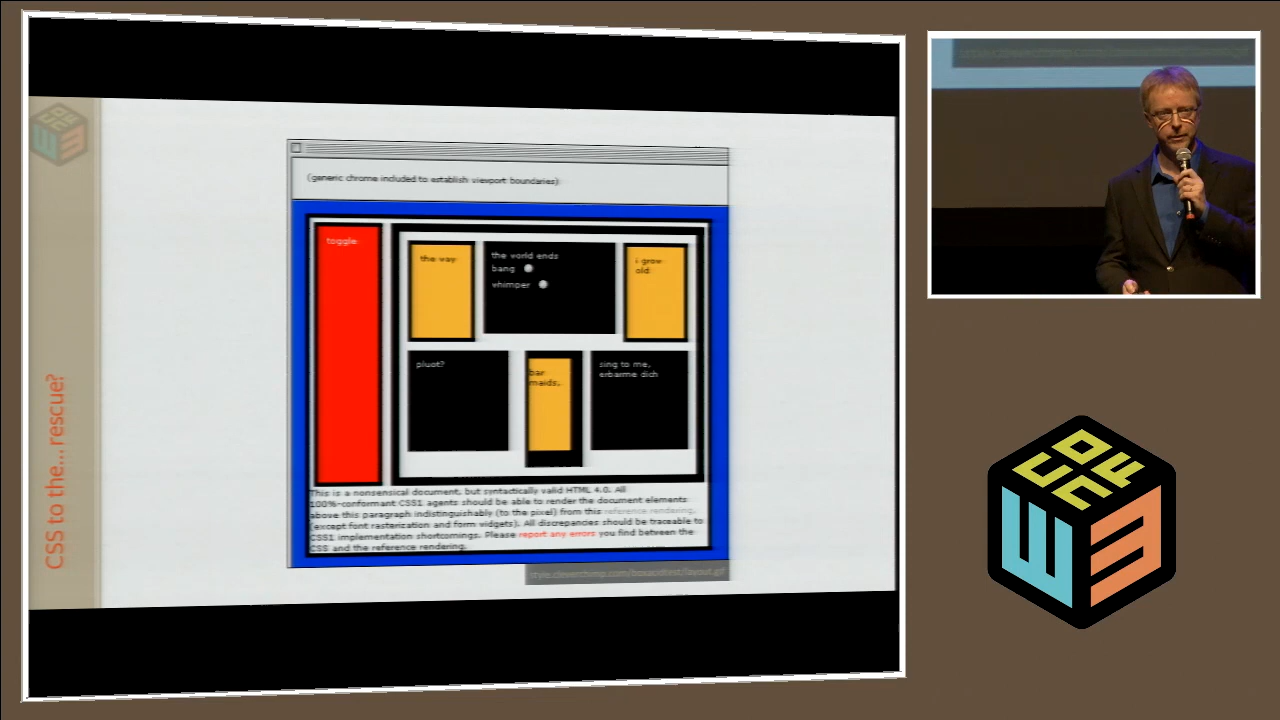 CSS to the... rescue?
(generic chrome included to establish viewport boundaries)
toggle
the way
the world ends
bang
whimper
i grow
old
pluot?
bar
maids,
sing to me,
erbarme dich
This is a nonsensical document, but syntactically valid HTML 4.0. All
100%-conformant CSS1 agents should be able to render the document elements
above this paragraph indistinguishably (to the pixel) from this reference rendering,
(except font rasterization and form widgets). All discrepancies should be traceable to
CSS1 implementation shortcomings. Please report any errors you find between the
CSS and the reference rendering.
W3
CONF